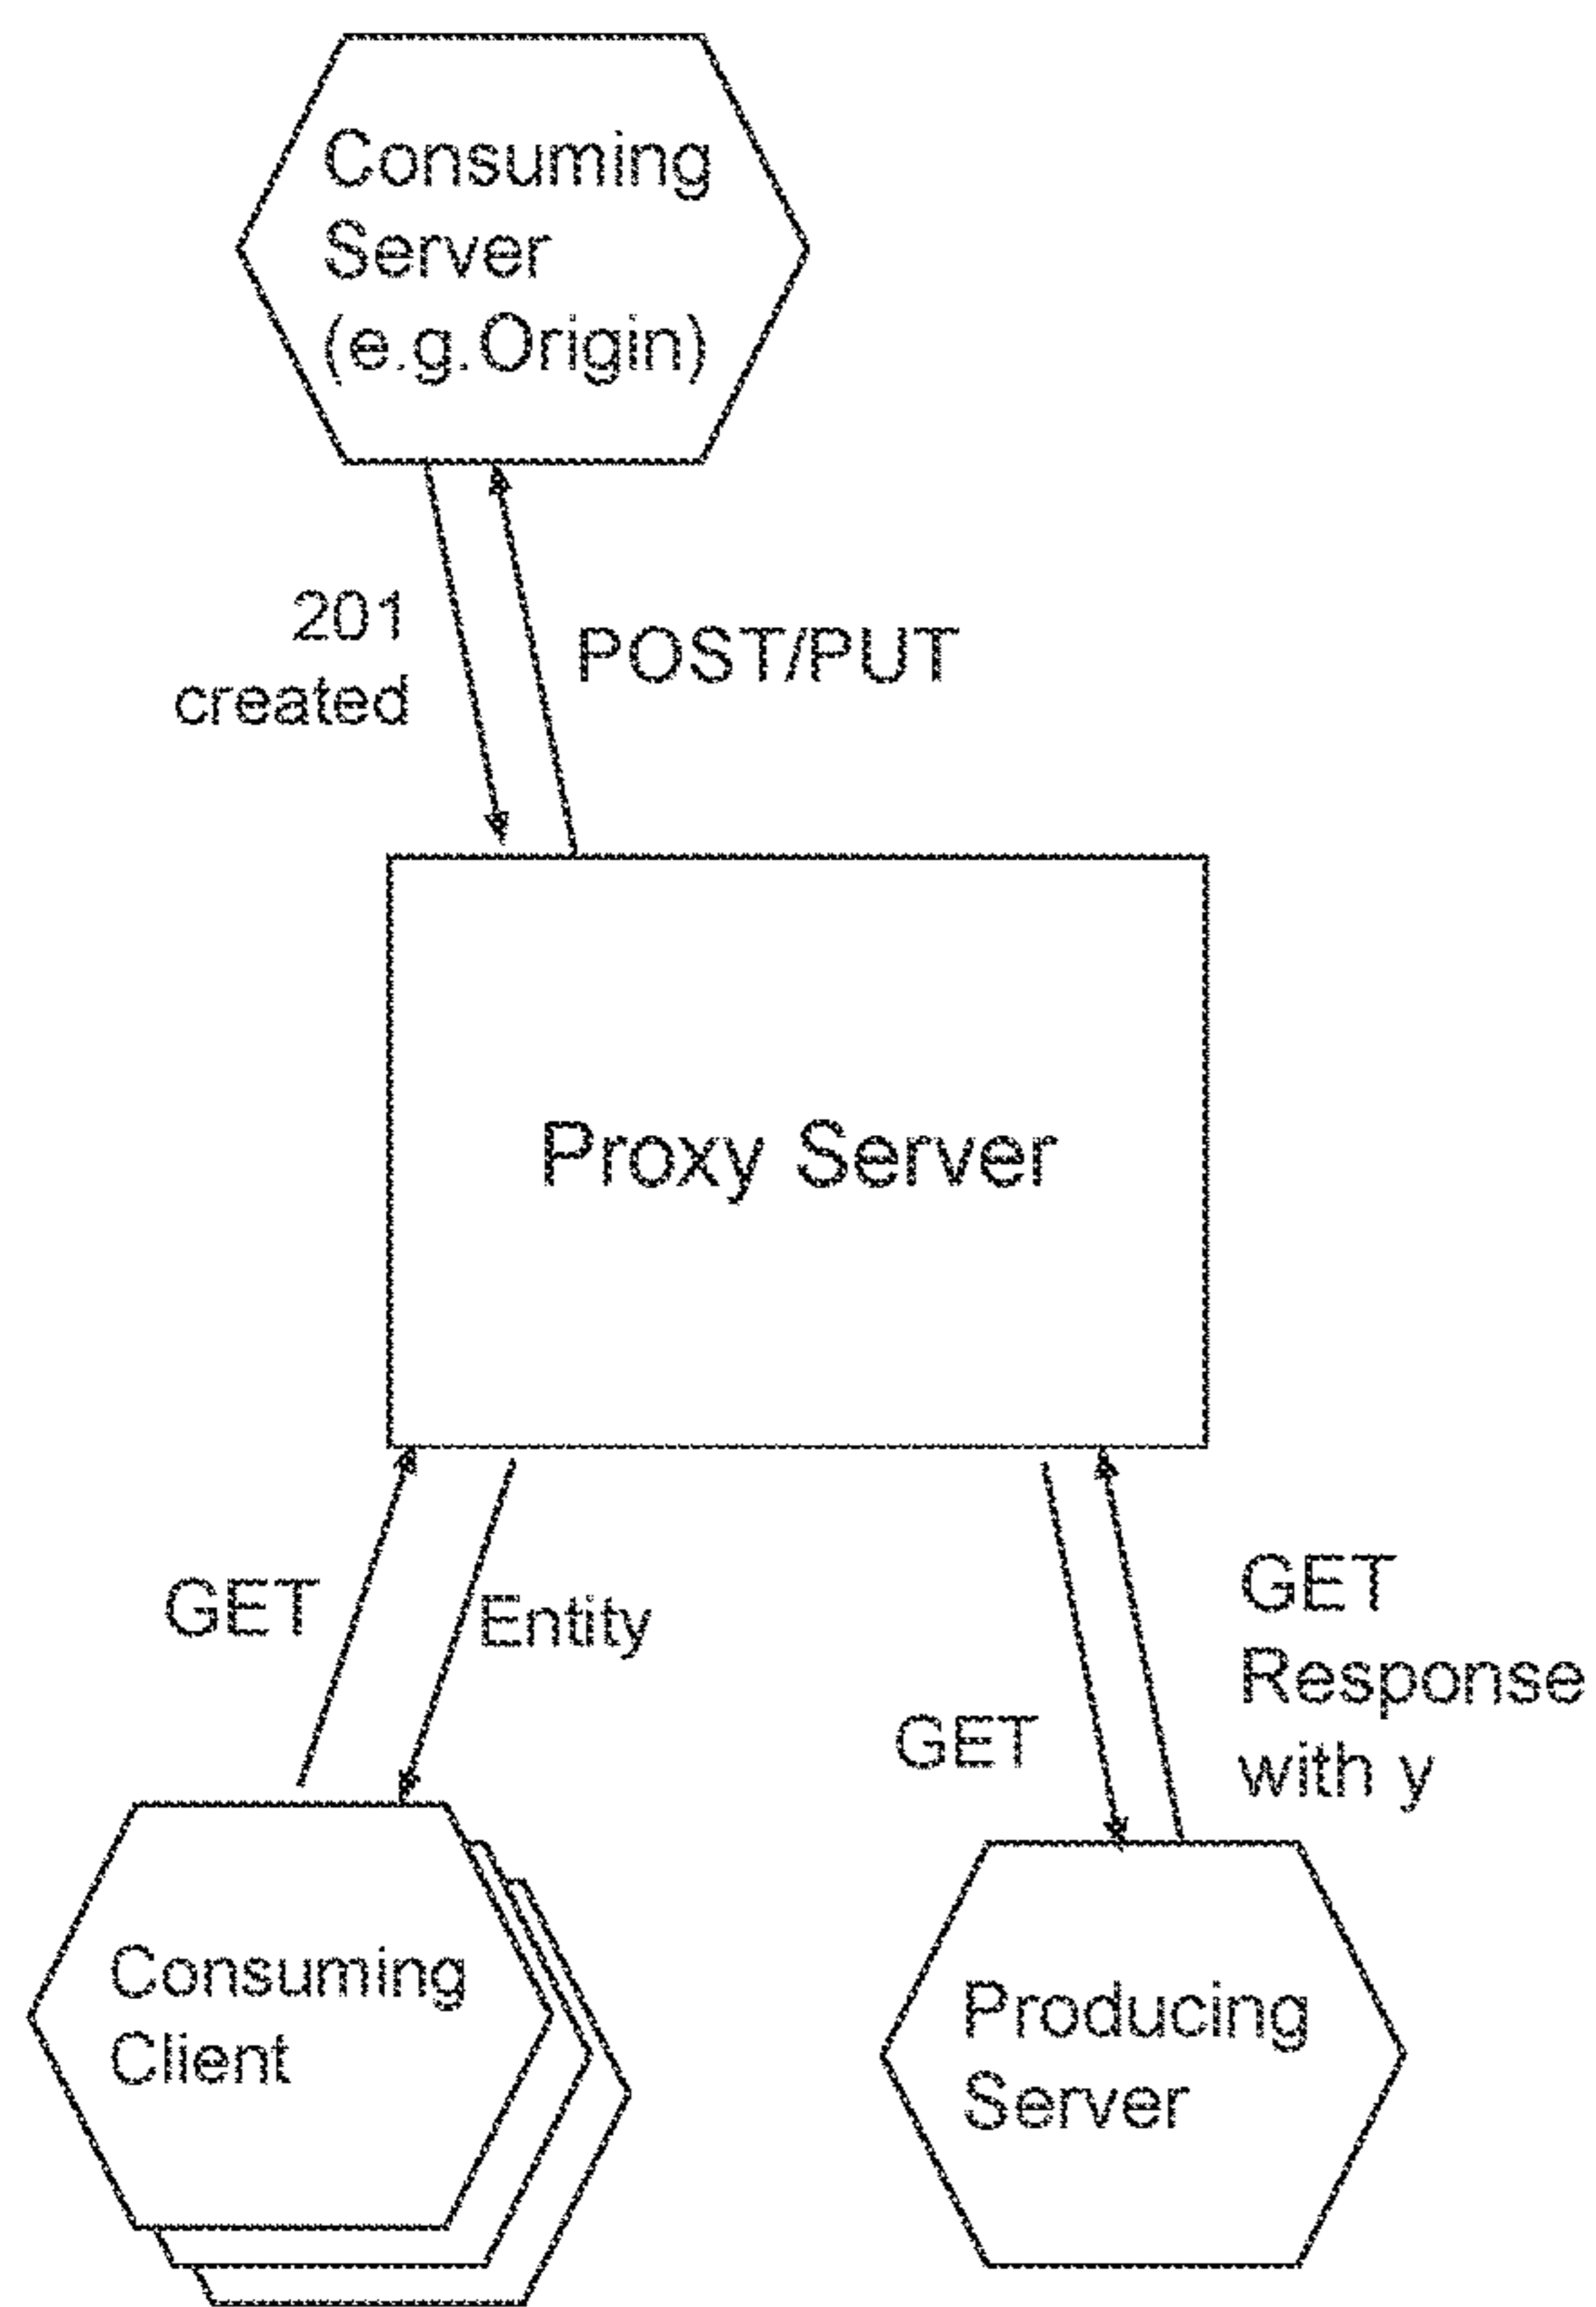 Consuming
Server
(e.g.Origin)
201
created
POST/PUT
Proxy Server
GET
Entity
GET
GET
Response
with y
Consuming
Client
Producing
Server